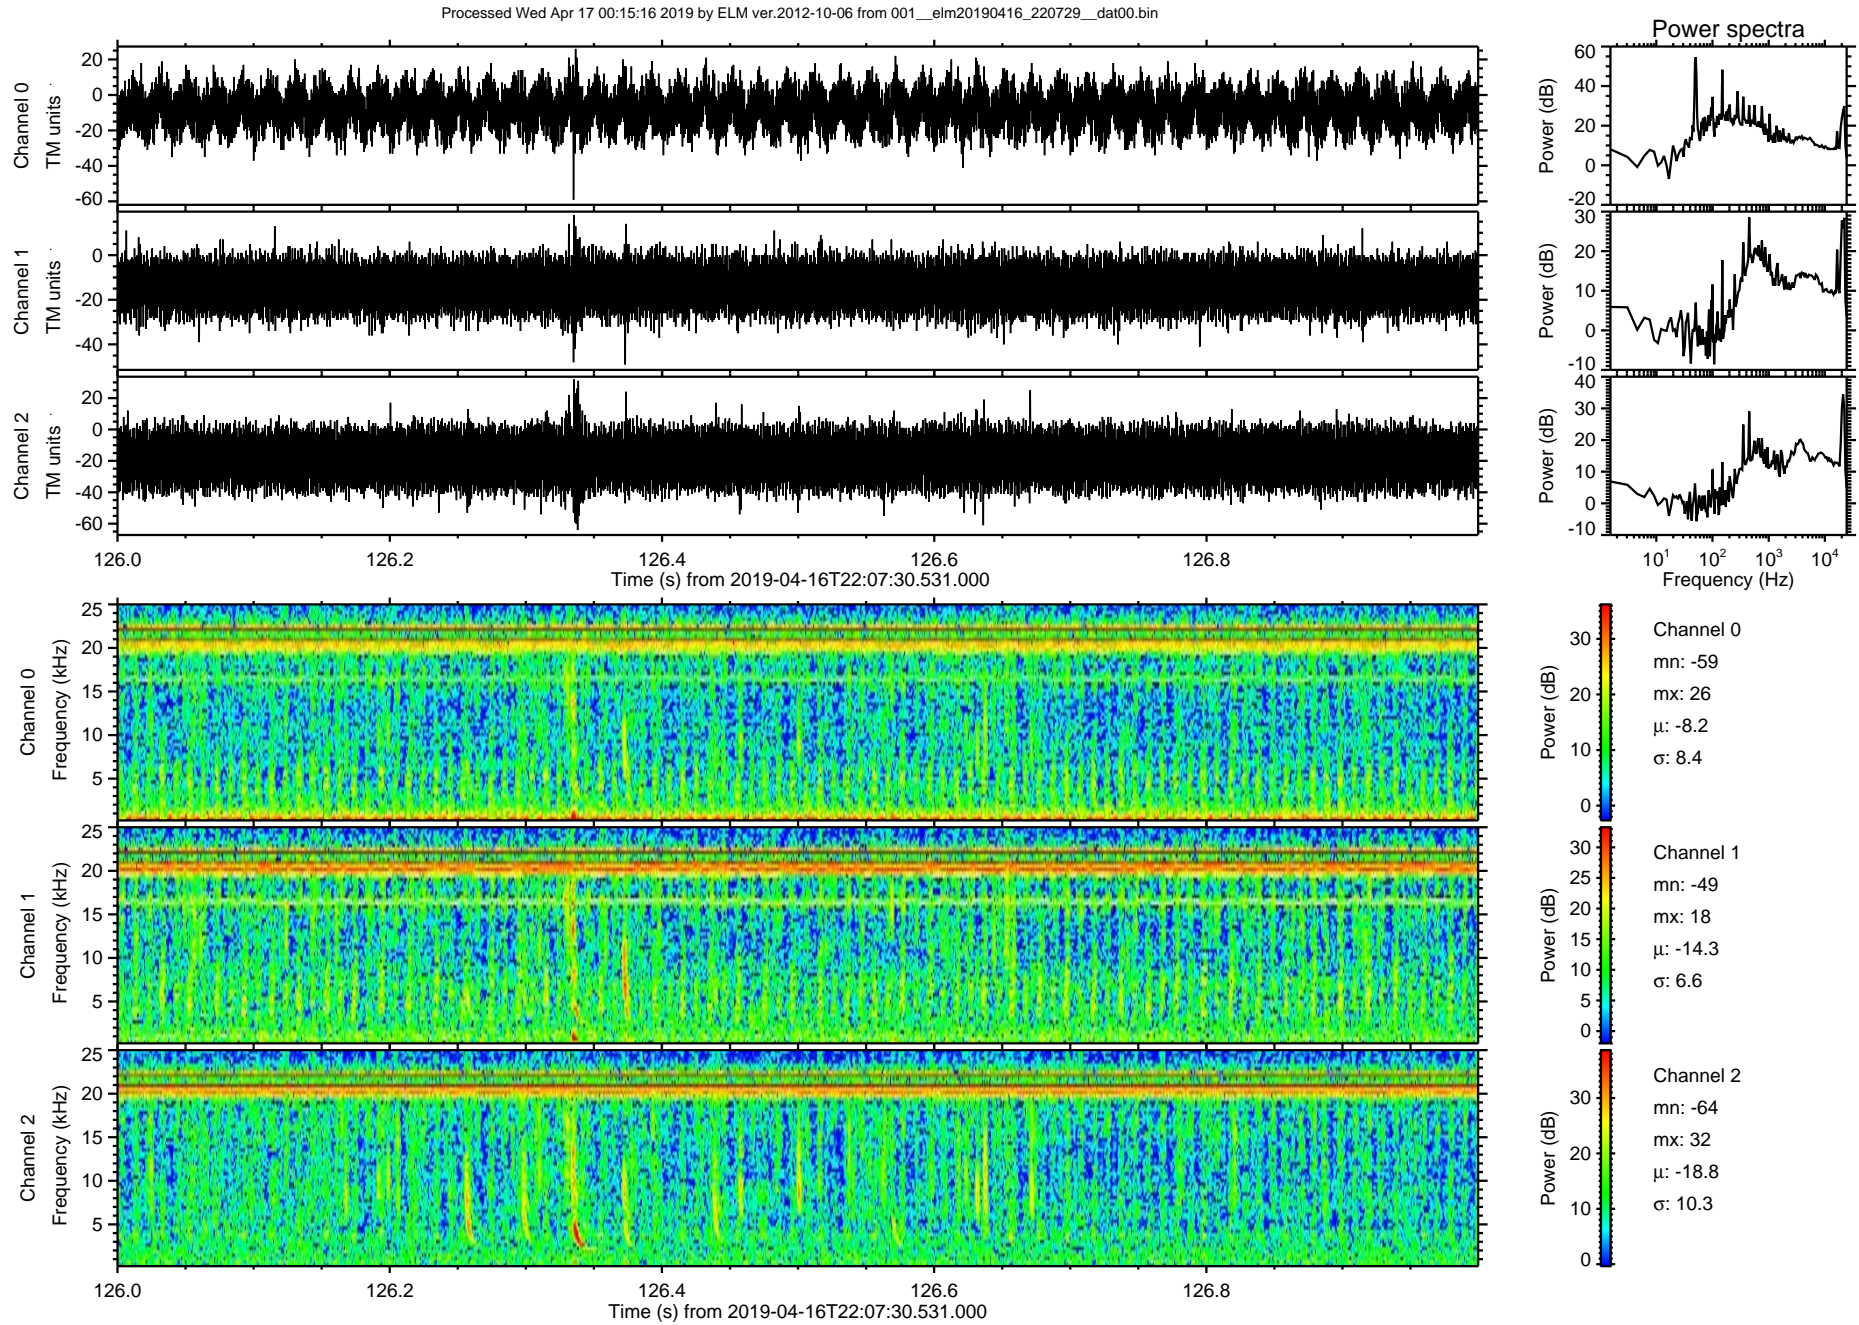 Processed Wed Apr 17 00:15:16 2019 by ELM ver.2012-10-06 from 001__elm20190416_220729__dat00.bin
Power spectra
Channel 0
TM units
20
0
-20
-40
-60
Power (dB)
60
40
20
0
-20
Channel 1
TM units
0
-20
-40
Power (dB)
30
20
10
0
-10
Channel 2
TM units
20
0
-20
-40
-60
Power (dB)
40
30
20
10
0
-10
126.0 126.2 126.4 126.6 126.8
Time (s) from 2019-04-16T22:07:30.531.000
10^1 10^2 10^3 10^4
Frequency (Hz)
Channel 0
Frequency (kHz)
25
20
15
10
5
Power (dB)
30
20
10
0
Channel 0
mn: -59
mx: 26
μ: -8.2
σ: 8.4
Channel 1
Frequency (kHz)
25
20
15
10
5
Power (dB)
30
25
20
15
10
5
0
Channel 1
mn: -49
mx: 18
μ: -14.3
σ: 6.6
Channel 2
Frequency (kHz)
25
20
15
10
5
Power (dB)
30
20
10
0
Channel 2
mn: -64
mx: 32
μ: -18.8
σ: 10.3
126.0 126.2 126.4 126.6 126.8
Time (s) from 2019-04-16T22:07:30.531.000